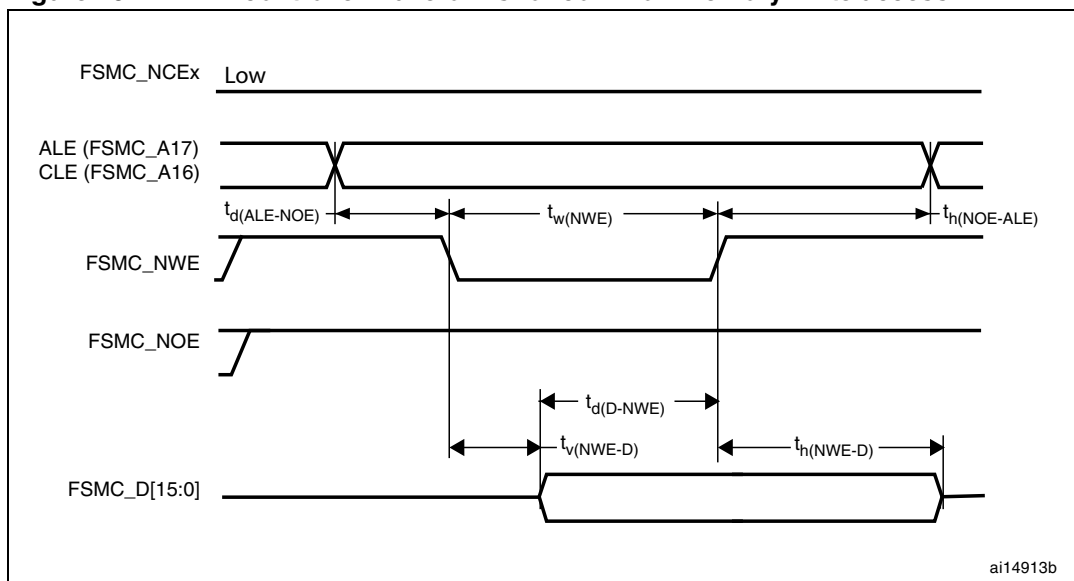 FSMC_NCEx Low
ALE (FSMC_A17)
CLE (FSMC_A16)
td(ALE-NOE) tw(NWE) th(NOE-ALE)
FSMC_NWE
FSMC_NOE
td(D-NWE)
tv(NWE-D) th(NWE-D)
FSMC_D[15:0]
ai14913b